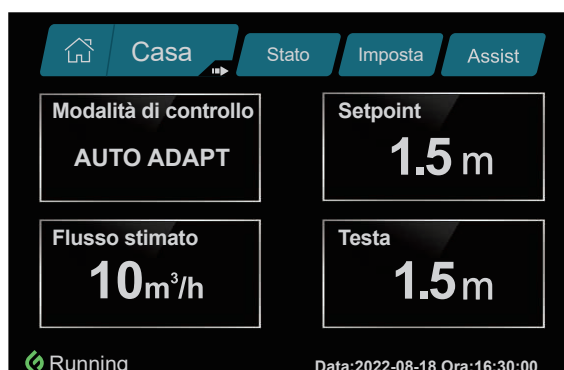 Casa Stato Imposta Assist
Modalità di controllo
AUTO ADAPT
Setpoint
1.5 m
Flusso stimato
10m³/h
Testa
1.5m
Running
Data:2022-08-18 Ora:16:30:00